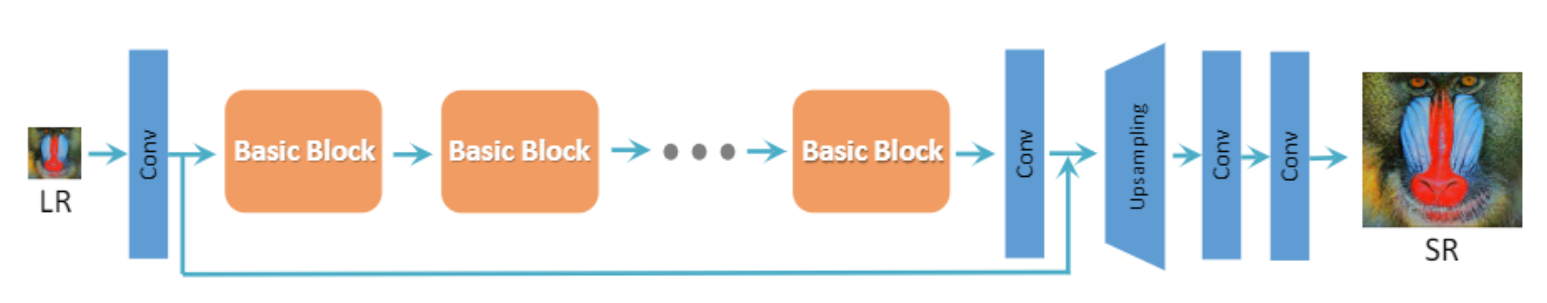 LR
Conv
Basic Block
Basic Block
Basic Block
Conv
Upsampling
Conv
Conv
SR